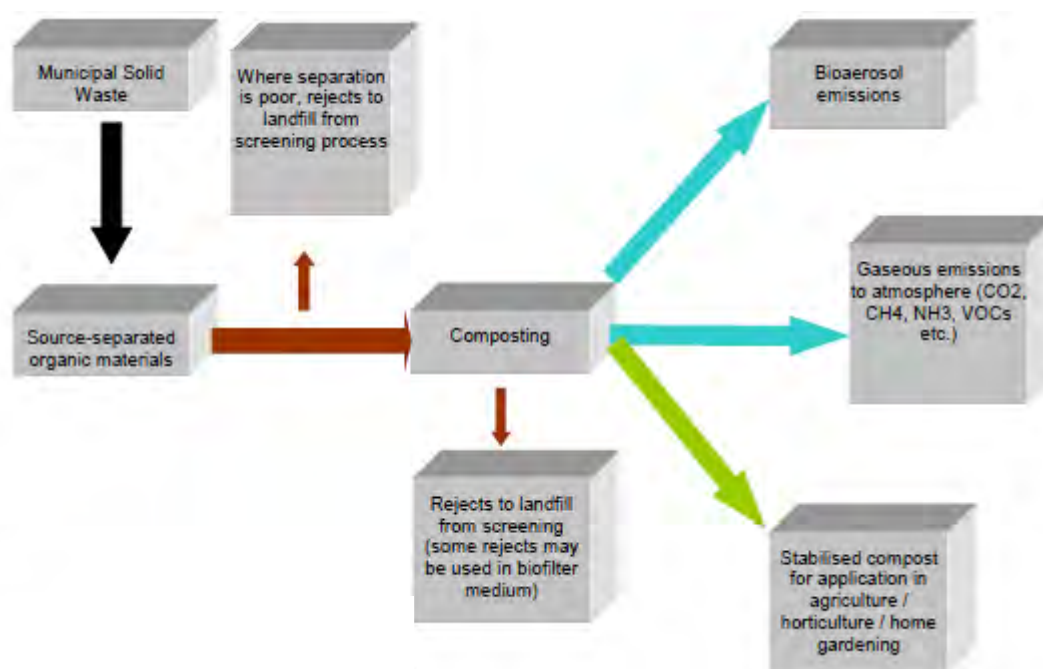 Municipal Solid
Waste
Where separation
is poor, rejects to
landfill from
screening process
Bioaerosol
emissions
Source-separated
organic materials
Composting
Gaseous emissions
to atmosphere (CO2,
CH4, NH3, VOCs
etc.)
Rejects to landfill
from screening
(some rejects may
be used in biofilter
medium)
Stabilised compost
for application in
agriculture /
horticulture / home
gardening